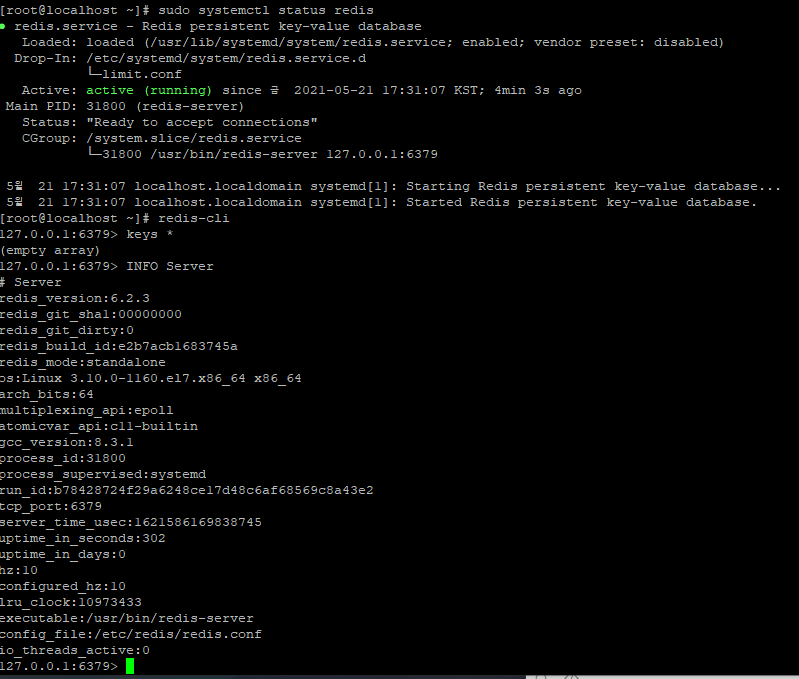 [root@localhost ~]# sudo systemctl status redis
● redis.service - Redis persistent key-value database
Loaded: loaded (/usr/lib/systemd/system/redis.service; enabled; vendor preset: disabled)
Drop-In: /etc/systemd/system/redis.service.d
└─limit.conf
Active: active (running) since 금 2021-05-21 17:31:07 KST; 4min 3s ago
Main PID: 31800 (redis-server)
Status: "Ready to accept connections"
CGroup: /system.slice/redis.service
└─31800 /usr/bin/redis-server 127.0.0.1:6379
5월 21 17:31:07 localhost.localdomain systemd[1]: Starting Redis persistent key-value database...
5월 21 17:31:07 localhost.localdomain systemd[1]: Started Redis persistent key-value database.
[root@localhost ~]# redis-cli
127.0.0.1:6379> keys *
(empty array)
127.0.0.1:6379> INFO Server
# Server
redis_version:6.2.3
redis_git_sha1:00000000
redis_git_dirty:0
redis_build_id:e2b7acb1683745a
redis_mode:standalone
os:Linux 3.10.0-1160.el7.x86_64 x86_64
arch_bits:64
multiplexing_api:epoll
atomicvar_api:c11-builtin
gcc_version:8.3.1
process_id:31800
process_supervised:systemd
run_id:b78428724f29a6248ce17d48c6af68569c8a43e2
tcp_port:6379
server_time_usec:1621586169838745
uptime_in_seconds:302
uptime_in_days:0
hz:10
configured_hz:10
lru_clock:10973433
executable:/usr/bin/redis-server
config_file:/etc/redis/redis.conf
io_threads_active:0
127.0.0.1:6379>